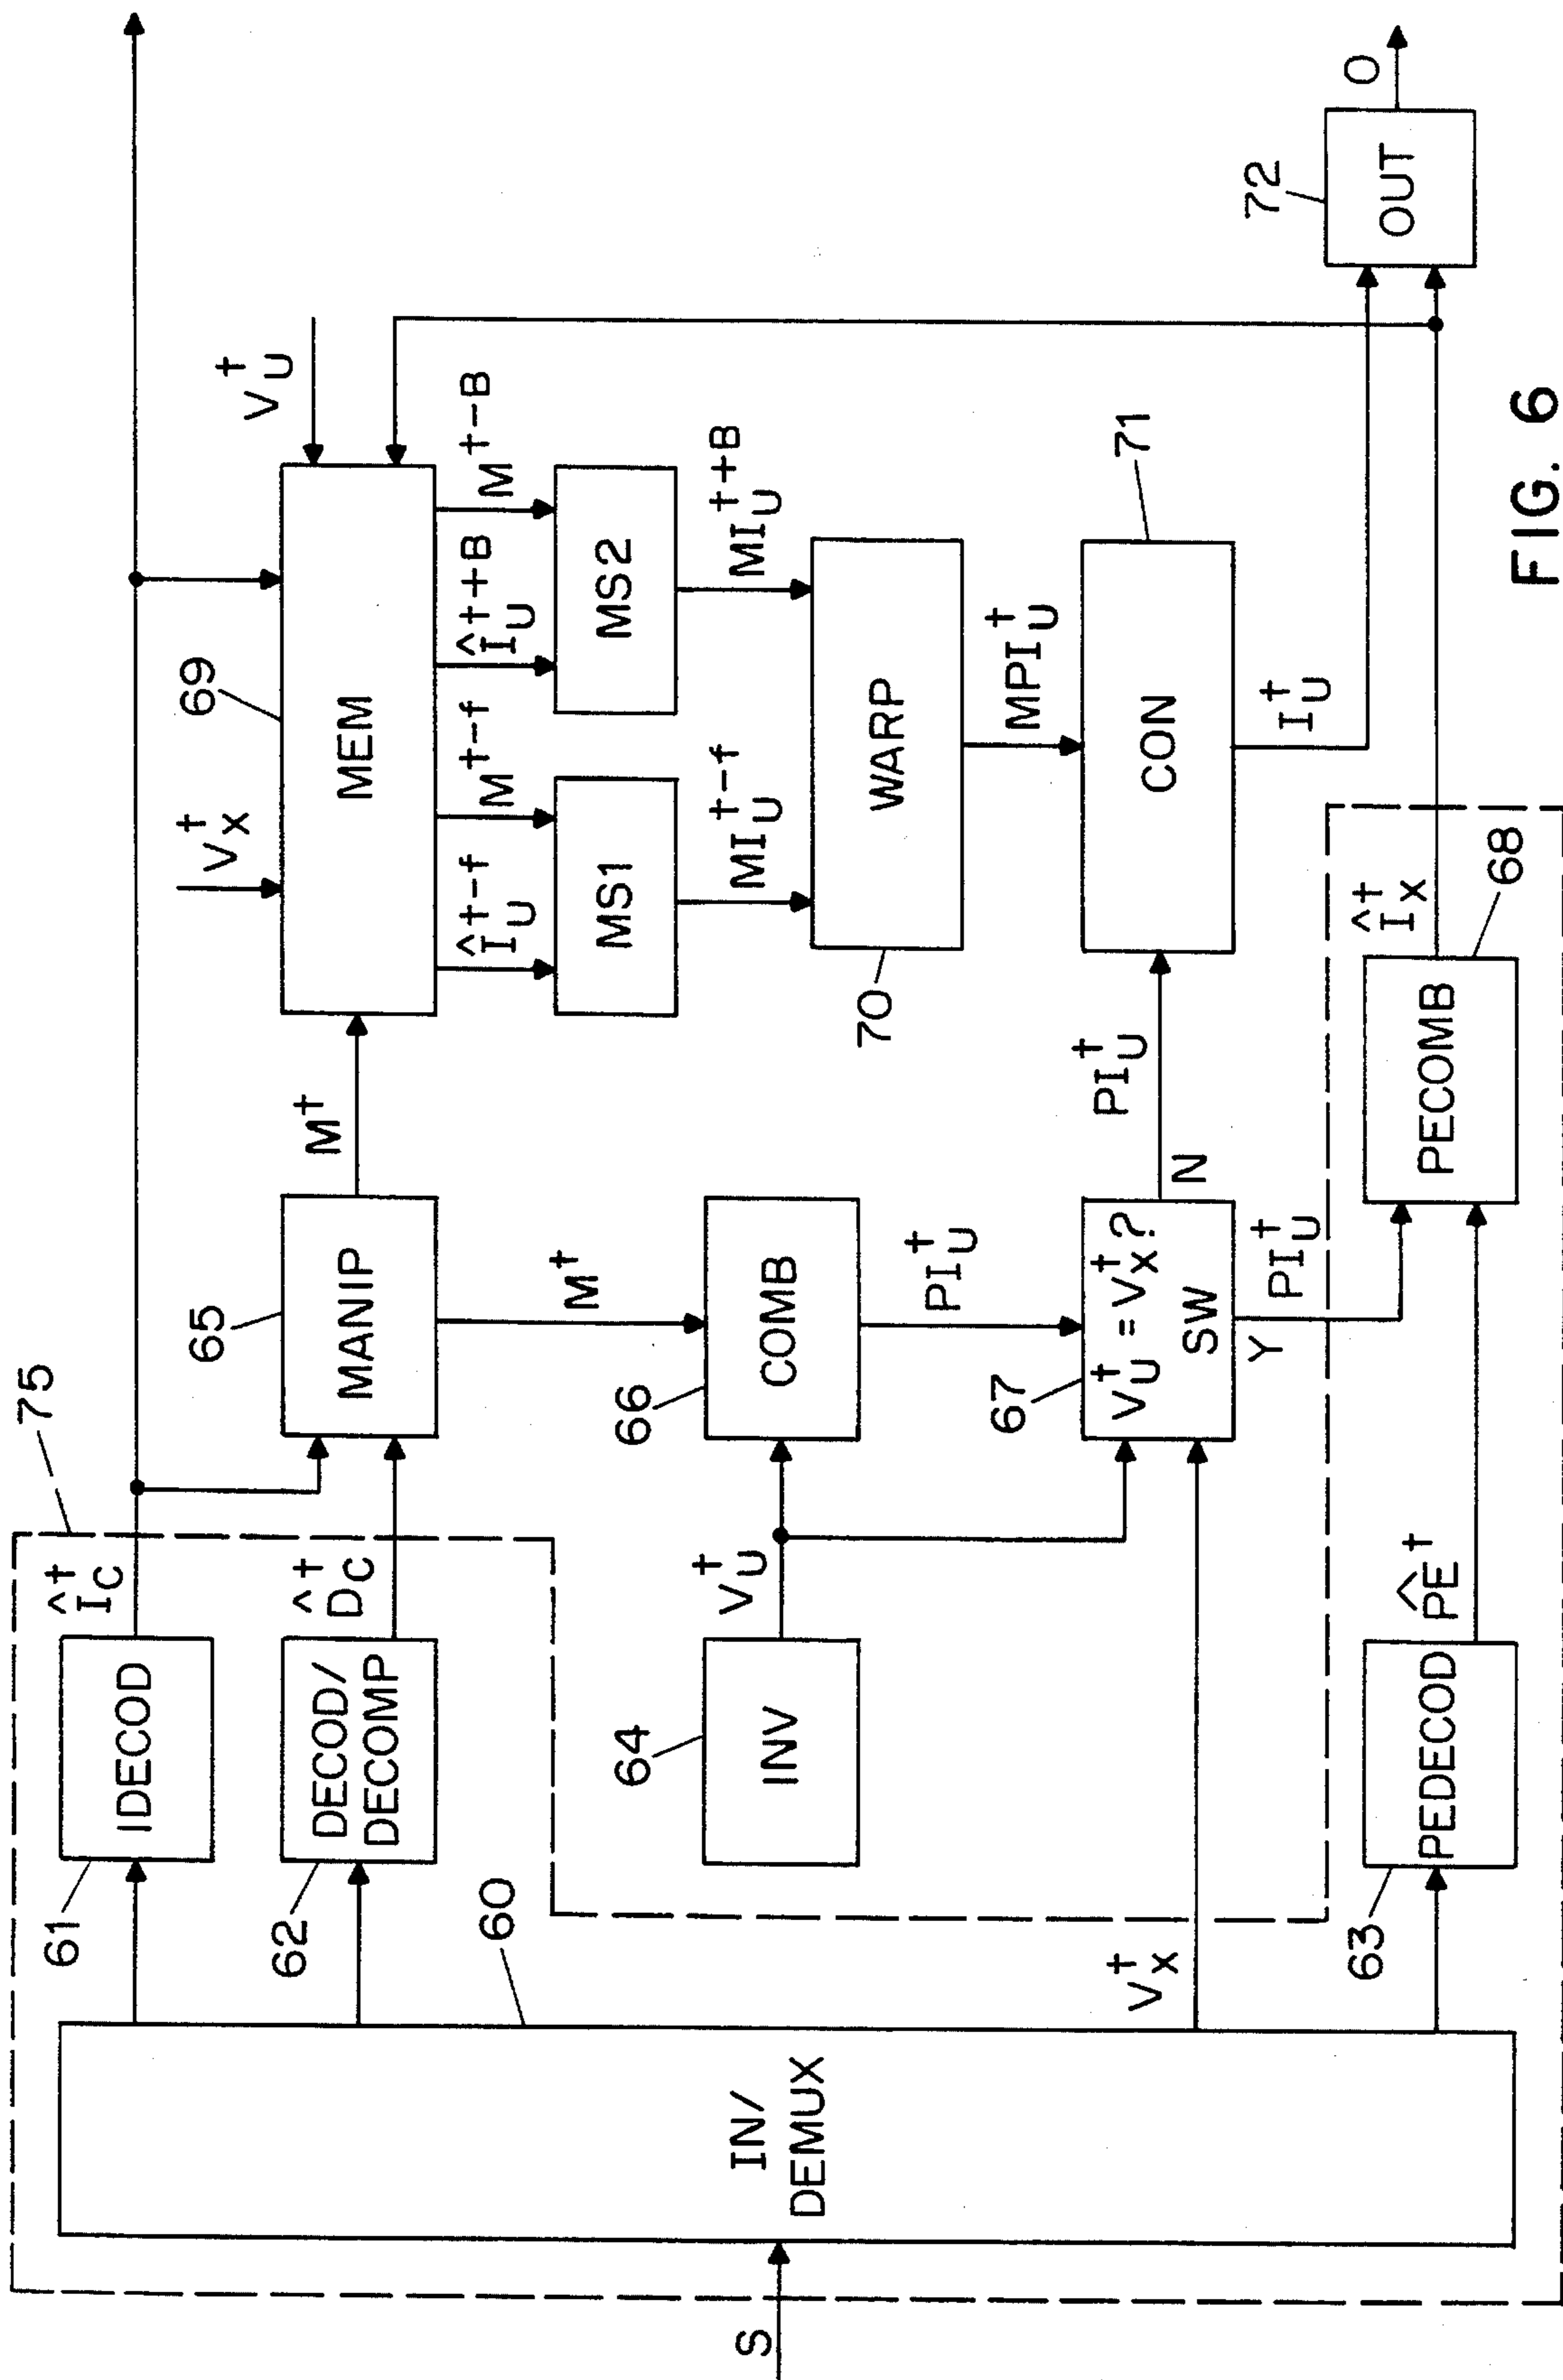 S
75
IN/
DEMUX
60
61
IDECOD
Î_C^t
62
DECOD/
DECOMP
D̂_C^t
65
MANIP
M^t
M^t
V_X^t
V_U^t
69
MEM
Î_U^{t-f}
M^{t-f}
Î_U^{t+B}
M^{t-B}
MS1
MS2
MI_U^{t-f}
MI_U^{t+B}
64
INV
V_U^t
66
COMB
PI_U^t
70
WARP
MPI_U^t
V_X^t
67
V_U^t = V_X^t?
SW
N
PI_U^t
Y
PI_U^t
71
CON
I_U^t
63
PEDECOD
P̂E^t
68
PECOMB
Î_X^t
72
OUT
O
FIG. 6